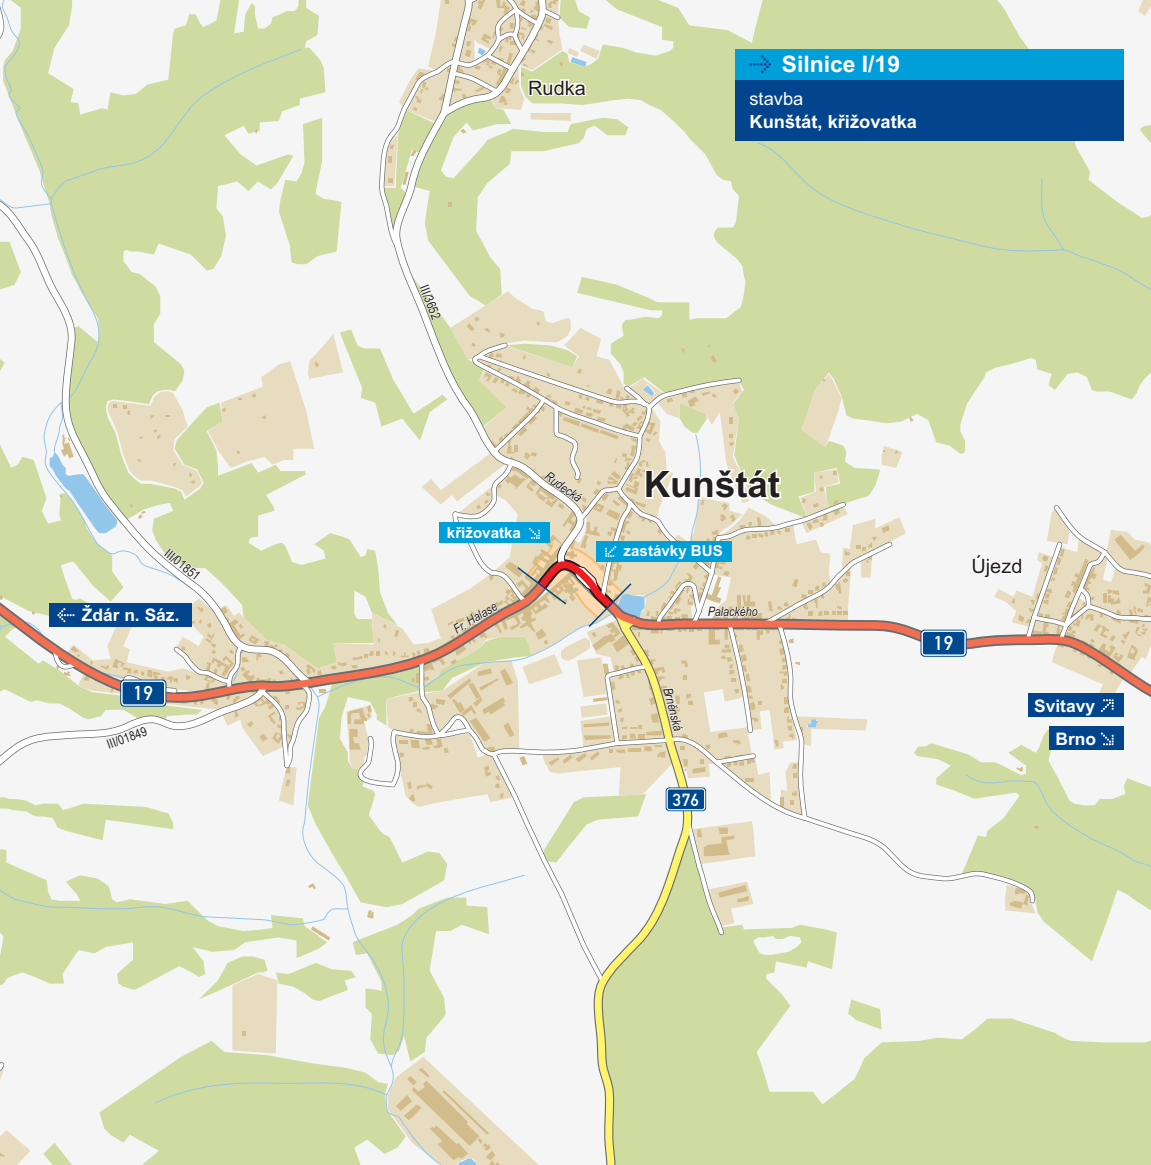 Rudka
Silnice I/19
stavba
Kunštát, křižovatka
III/3652
Kunštát
Rudecká
křižovatka
zastávky BUS
III/01851
Újezd
Ždár n. Sáz.
Fr. Halase
Palackého
19
19
Brněnská
Svitavy
III/01849
Brno
376